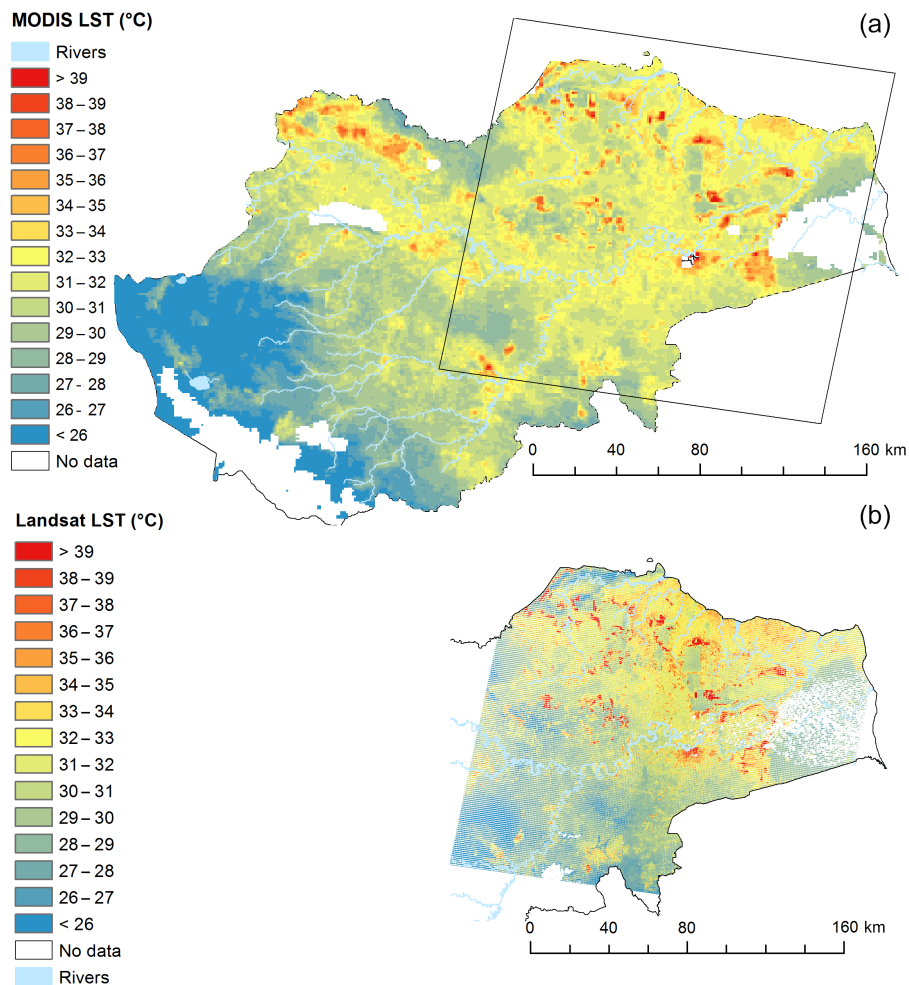 MODIS LST (°C)
(a)
Rivers
> 39
38 – 39
37 – 38
36 – 37
35 – 36
34 – 35
33 – 34
32 – 33
31 – 32
30 – 31
29 – 30
28 – 29
27 – 28
26 - 27
< 26
No data
0 40 80 160 km
Landsat LST (°C)
(b)
> 39
38 – 39
37 – 38
36 – 37
35 – 36
34 – 35
33 – 34
32 – 33
31 – 32
30 – 31
29 – 30
28 – 29
27 – 28
26 – 27
< 26
No data
Rivers
0 40 80 160 km